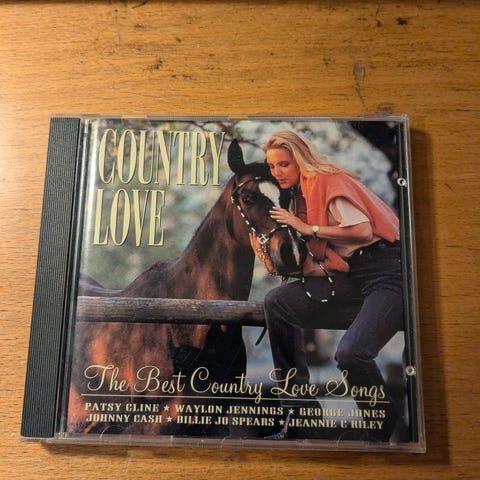 COUNTRY
LOVE
The Best Country Love Songs
PATSY CLINE ★ WAYLON JENNINGS ★ GEORGE JONES
JOHNNY CASH ★ BILLIE JO SPEARS ★ JEANNIE C RILEY